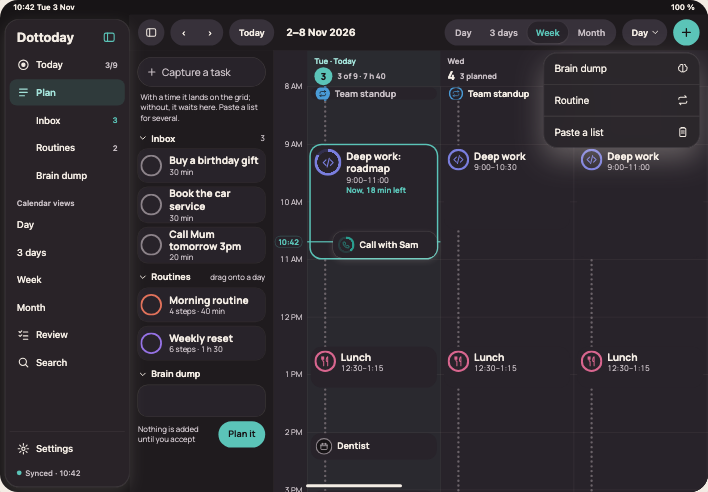 10:42 Tue 3 Nov
100 %
Dottoday
Today 3/9
Plan
Inbox 3
Routines 2
Brain dump
Calendar views
Day
3 days
Week
Month
Review
Search
Settings
Synced · 10:42
Today
2–8 Nov 2026
Day
3 days
Week
Month
Day
+
+ Capture a task
With a time it lands on the grid;
without, it waits here. Paste a list
for several.
Inbox 3
Buy a birthday gift
30 min
Book the car
service
30 min
Call Mum
tomorrow 3pm
20 min
Routines drag onto a day
Morning routine
4 steps · 40 min
Weekly reset
6 steps · 1 h 30
Brain dump
Nothing is added
until you accept
Plan it
Tue · Today
3 3 of 9 · 7 h 40
Wed
4 3 planned
Brain dump
Routine
Paste a list
8 AM
9 AM
10 AM
10:42
11 AM
12 PM
1 PM
2 PM
3 PM
Team standup
Deep work:
roadmap
9:00–11:00
Now, 18 min left
Call with Sam
Lunch
12:30–1:15
Dentist
Team standup
Deep work
9:00–10:30
Lunch
12:30–1:15
Deep work
9:00–11:00
Lunch
12:30–1:15